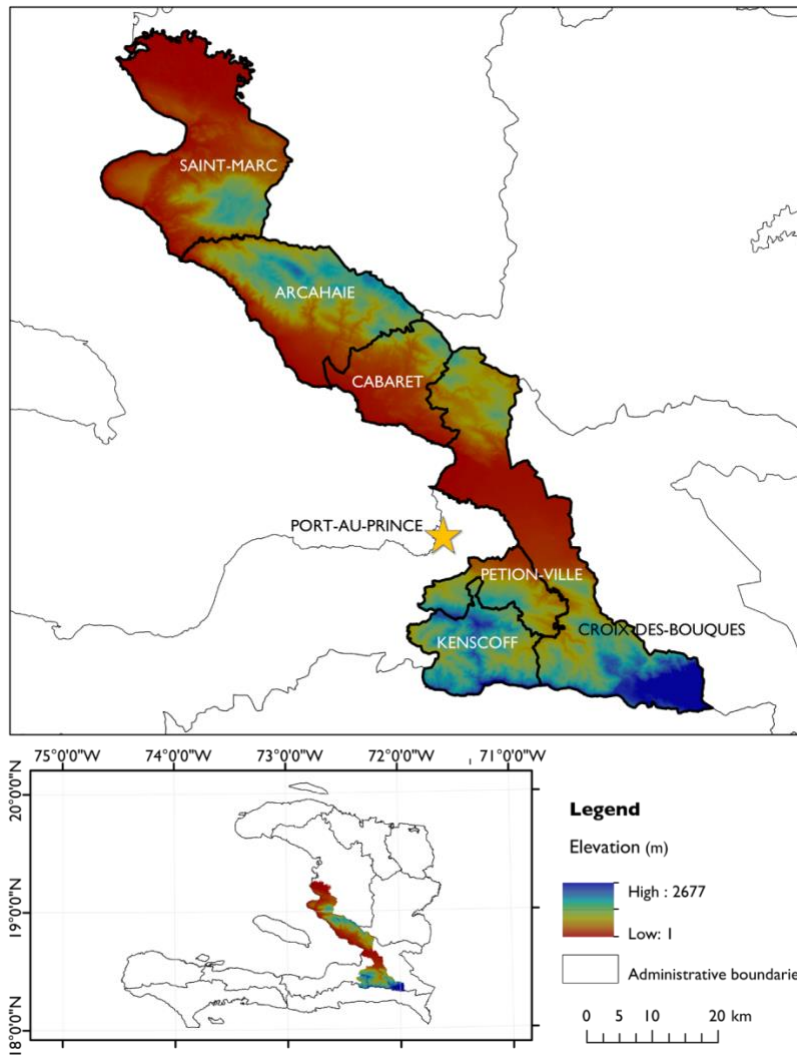 SAINT-MARC
ARCAHAIE
CABARET
PORT-AU-PRINCE
PETION-VILLE
CROIX-DES-BOUQUES
KENSCOFF
75°0'0"W 74°0'0"W 73°0'0"W 72°0'0"W 71°0'0"W
20°0'0"N
19°0'0"N
18°0'0"N
Legend
Elevation (m)
High : 2677
Low: 1
Administrative boundarie
0 5 10 20 km